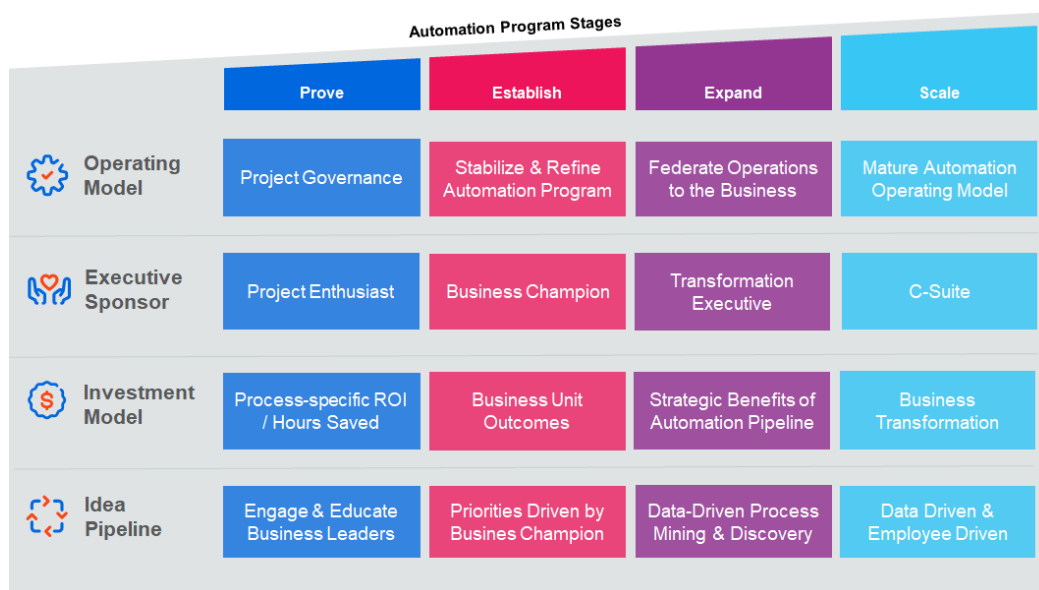 Automation Program Stages
Prove
Establish
Expand
Scale
Operating
Model
Project Governance
Stabilize & Refine
Automation Program
Federate Operations
to the Business
Mature Automation
Operating Model
Executive
Sponsor
Project Enthusiast
Business Champion
Transformation
Executive
C-Suite
Investment
Model
Process-specific ROI
/ Hours Saved
Business Unit
Outcomes
Strategic Benefits of
Automation Pipeline
Business
Transformation
Idea
Pipeline
Engage & Educate
Business Leaders
Priorities Driven by
Busines Champion
Data-Driven Process
Mining & Discovery
Data Driven &
Employee Driven